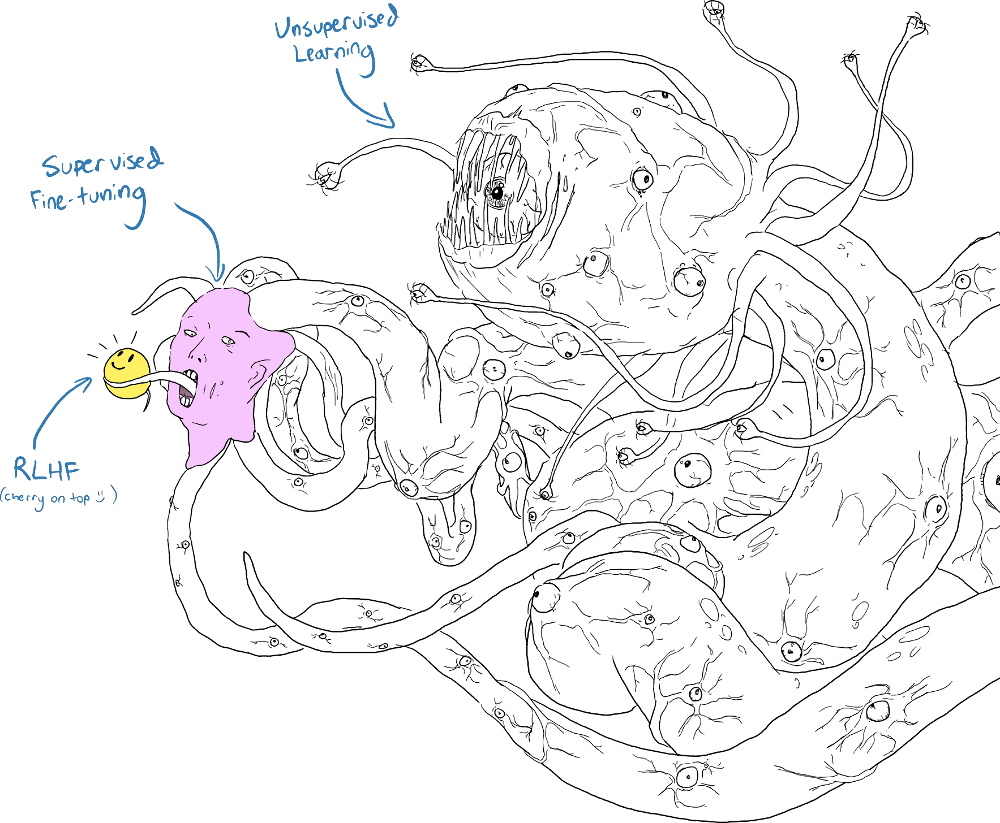 Unsupervised
Learning
Supervised
Fine-tuning
RLHF
(cherry on top :))